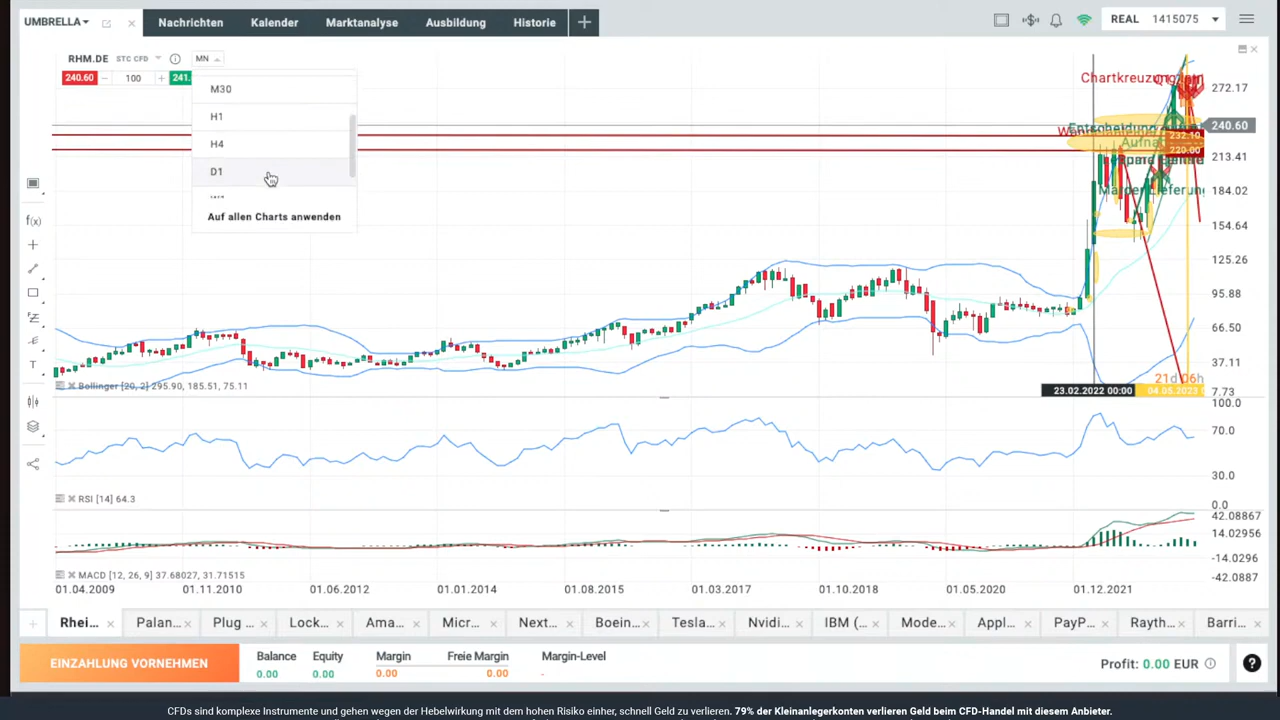 UMBRELLA
Nachrichten
Kalender
Marktanalyse
Ausbildung
Historie
REAL 1415075
RHM.DE STC CFD
MN
240.60 100 241.
M30
H1
H4
D1
Auf allen Charts anwenden
272.17
240.60
213.41
184.02
154.64
125.26
95.88
66.50
37.11
7.73
Chartkreuzung
Entscheidung
232.10
220.00
21d 06h
23.02.2022 00:00
04.05.2023
Bollinger [20, 2] 295.90, 185.51, 75.11
100.0
70.0
30.0
0.0
RSI [14] 64.3
42.08867
14.02956
-14.0296
-42.0887
MACD [12, 26, 9] 37.68027, 31.71515
01.04.2009 01.11.2010 01.06.2012 01.01.2014 01.08.2015 01.03.2017 01.10.2018 01.05.2020 01.12.2021
Rhei... Palan... Plug ... Lock... Ama... Micr... Next... Boein... Tesla... Nvidi... IBM (... Mode... Appl... PayP... Rayth... Barri...
EINZAHLUNG VORNEHMEN
Balance Equity Margin Freie Margin Margin-Level
0.00 0.00 0.00 0.00 -
Profit: 0.00 EUR
CFDs sind komplexe Instrumente und gehen wegen der Hebelwirkung mit dem hohen Risiko einher, schnell Geld zu verlieren. 79% der Kleinanlegerkonten verlieren Geld beim CFD-Handel mit diesem Anbieter.